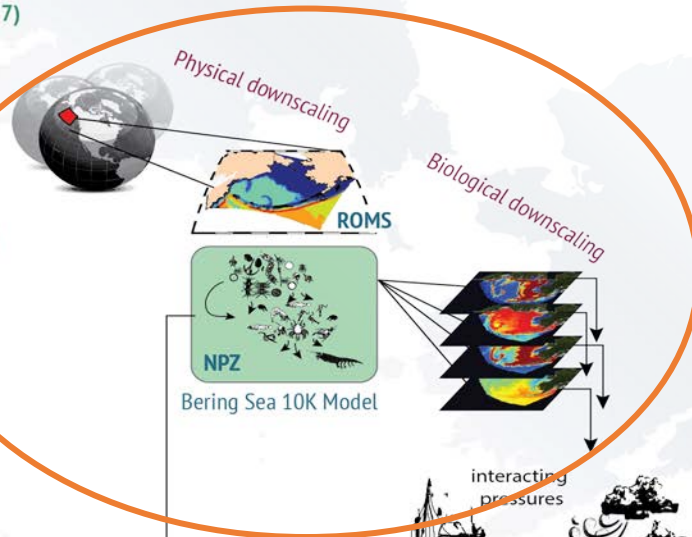 7)
Physical downscaling
Biological downscaling
ROMS
NPZ
Bering Sea 10K Model
interacting
pressures